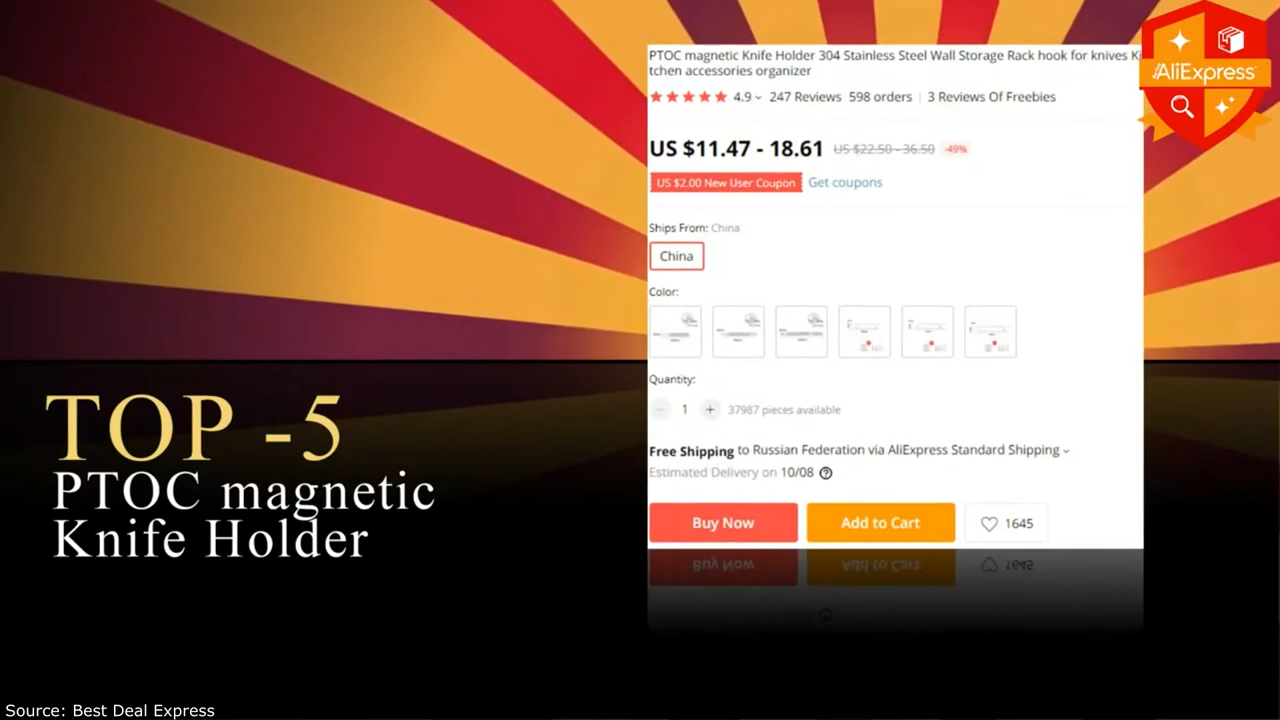 PTOC magnetic Knife Holder 304 Stainless Steel Wall Storage Rack hook for knives Ki
tchen accessories organizer
AliExpress
4.9 247 Reviews 598 orders | 3 Reviews Of Freebies
US $11.47 - 18.61 US $22.50 - 36.50 -49%
US $2.00 New User Coupon Get coupons
Ships From: China
China
Color:
Quantity:
1 37987 pieces available
Free Shipping to Russian Federation via AliExpress Standard Shipping
Estimated Delivery on 10/08
Buy Now Add to Cart 1645
TOP -5
PTOC magnetic
Knife Holder
Source: Best Deal Express